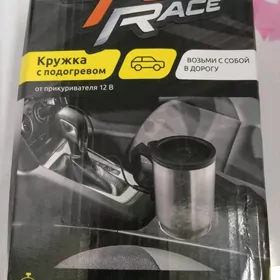 RACE
Кружка
с подогревом
ВОЗЬМИ С СОБОЙ
В ДОРОГУ
от прикуривателя 12 В